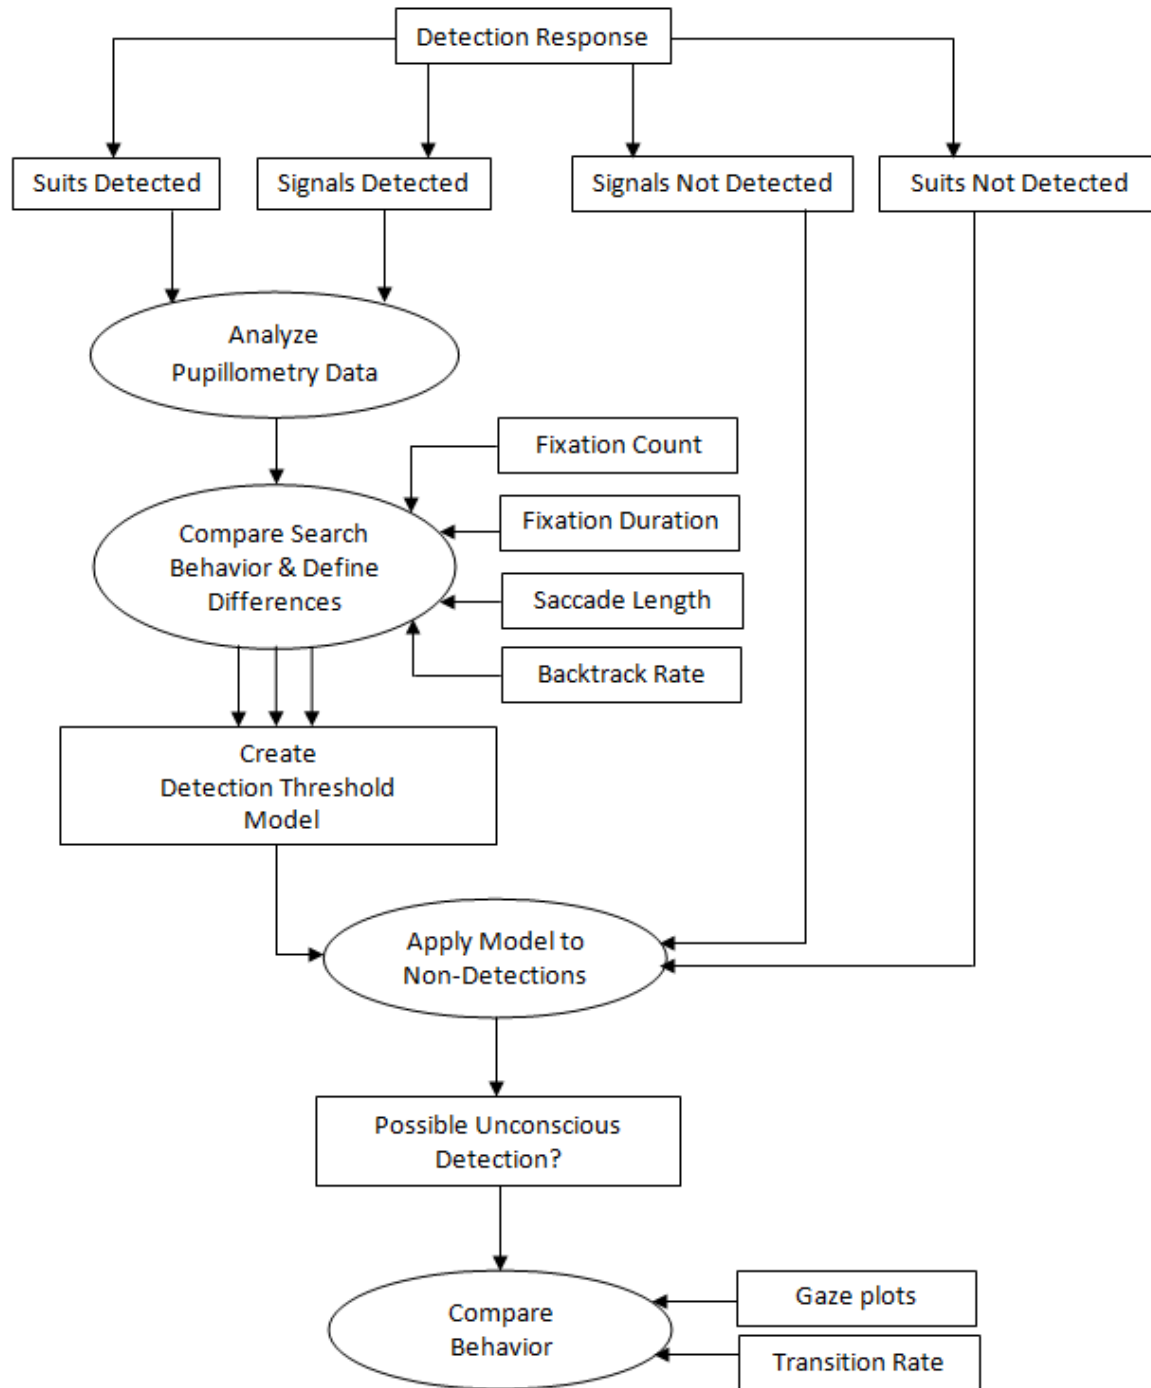 Detection Response
Suits Detected
Signals Detected
Signals Not Detected
Suits Not Detected
Analyze
Pupillometry Data
Fixation Count
Fixation Duration
Compare Search
Behavior & Define
Differences
Saccade Length
Backtrack Rate
Create
Detection Threshold
Model
Apply Model to
Non-Detections
Possible Unconscious
Detection?
Compare
Behavior
Gaze plots
Transition Rate